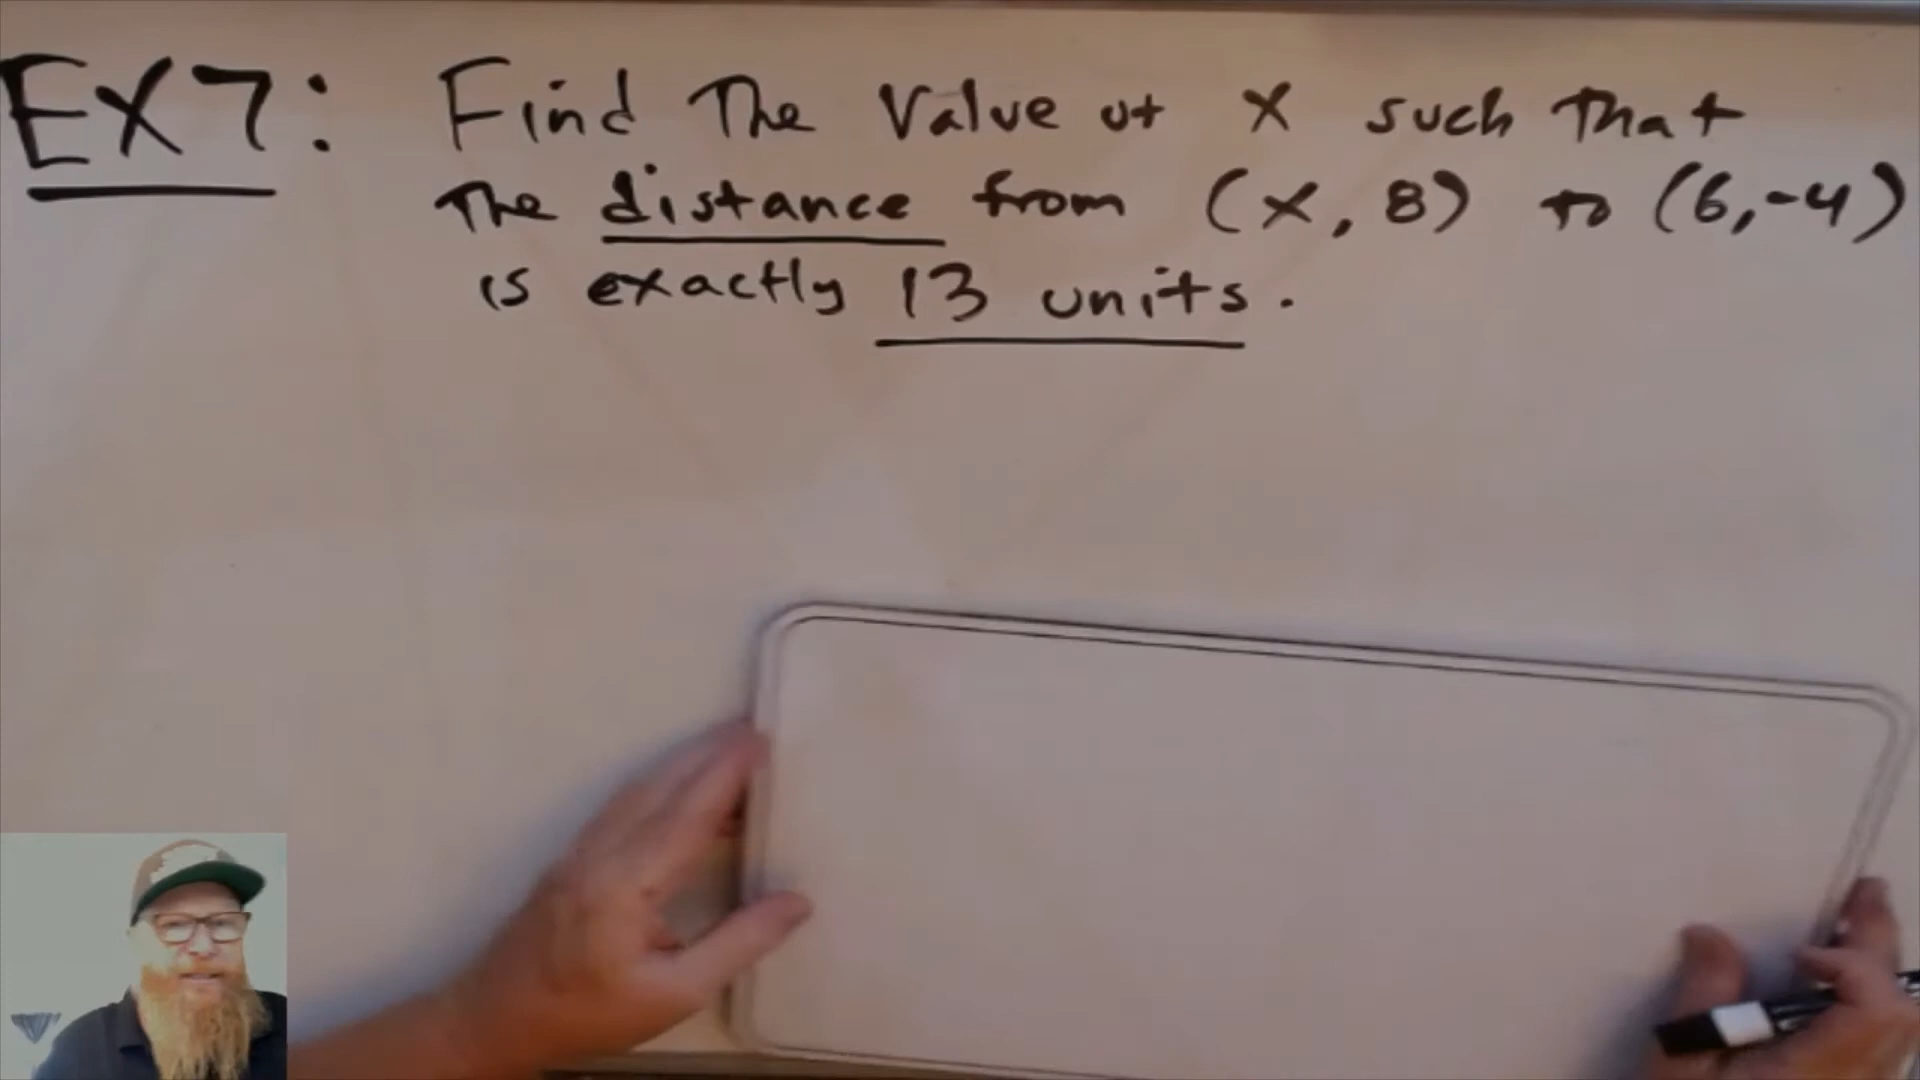 EX7: Find The Value of X such That
The distance from (x, 8) to (6,-4)
is exactly 13 units.